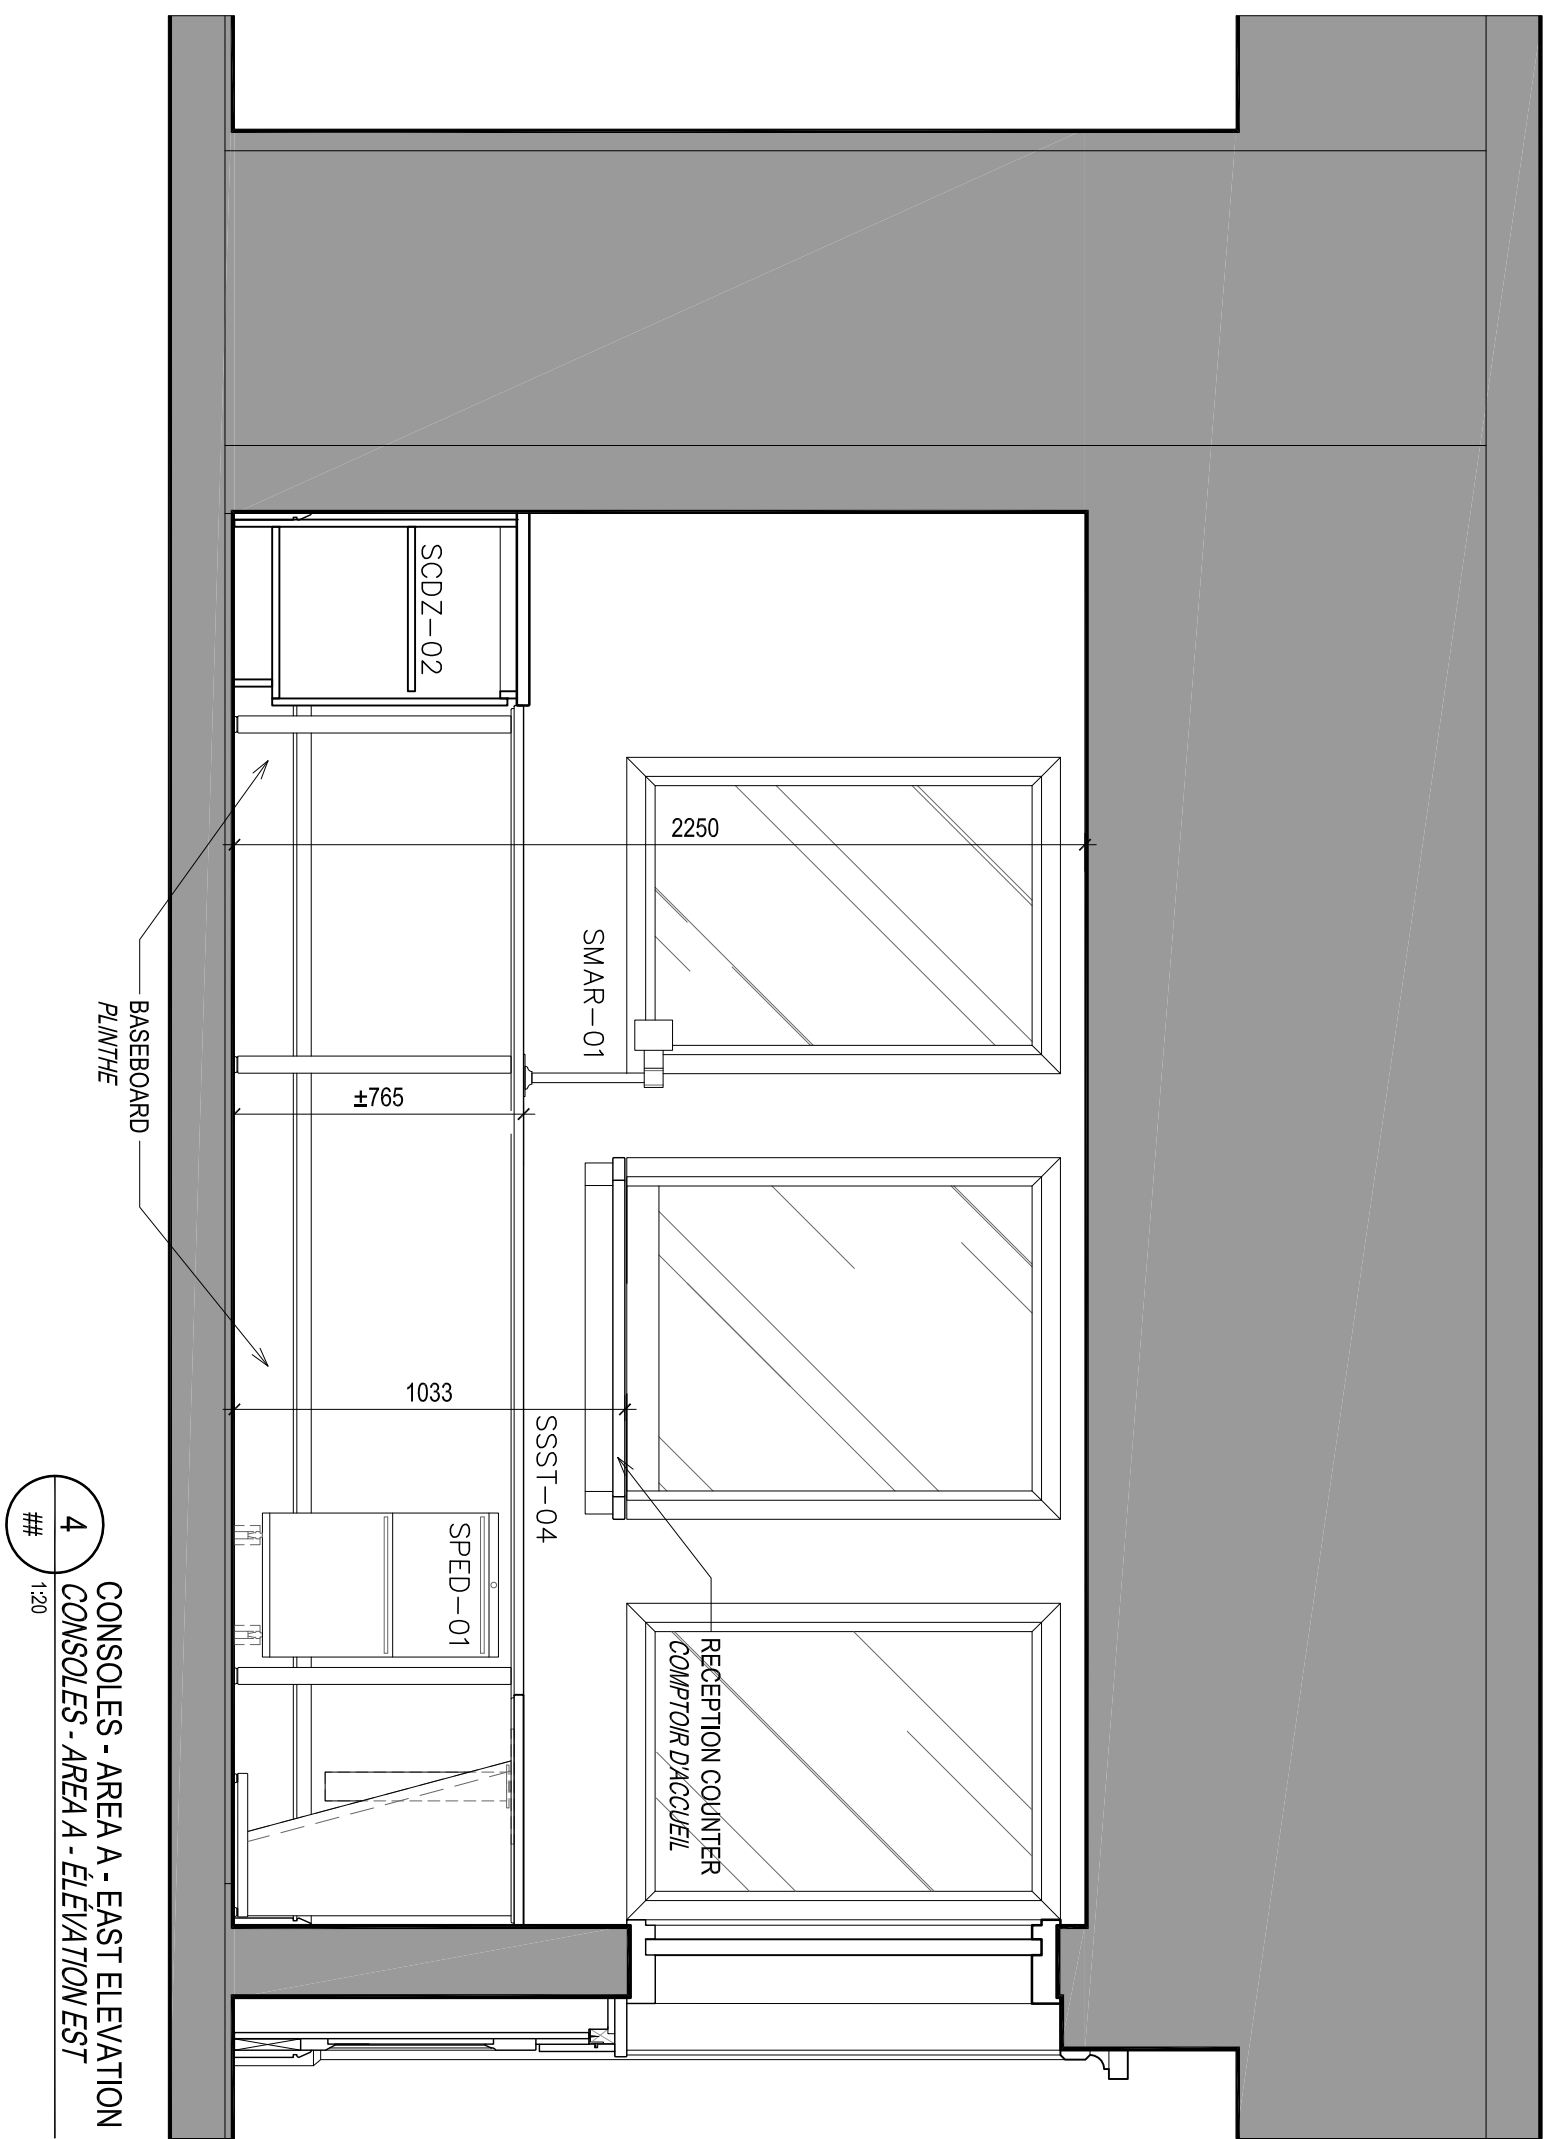 2250
SCDZ-02
SMAR-01
±765
1033
SSST-04
SPED-01
RECEPTION COUNTER
COMPTOIR D'ACCUEIL
BASEBOARD
PLINTHE
4
##
CONSOLES - AREA A - EAST ELEVATION
CONSOLES - AREA A - ÉLÉVATION EST
1:20